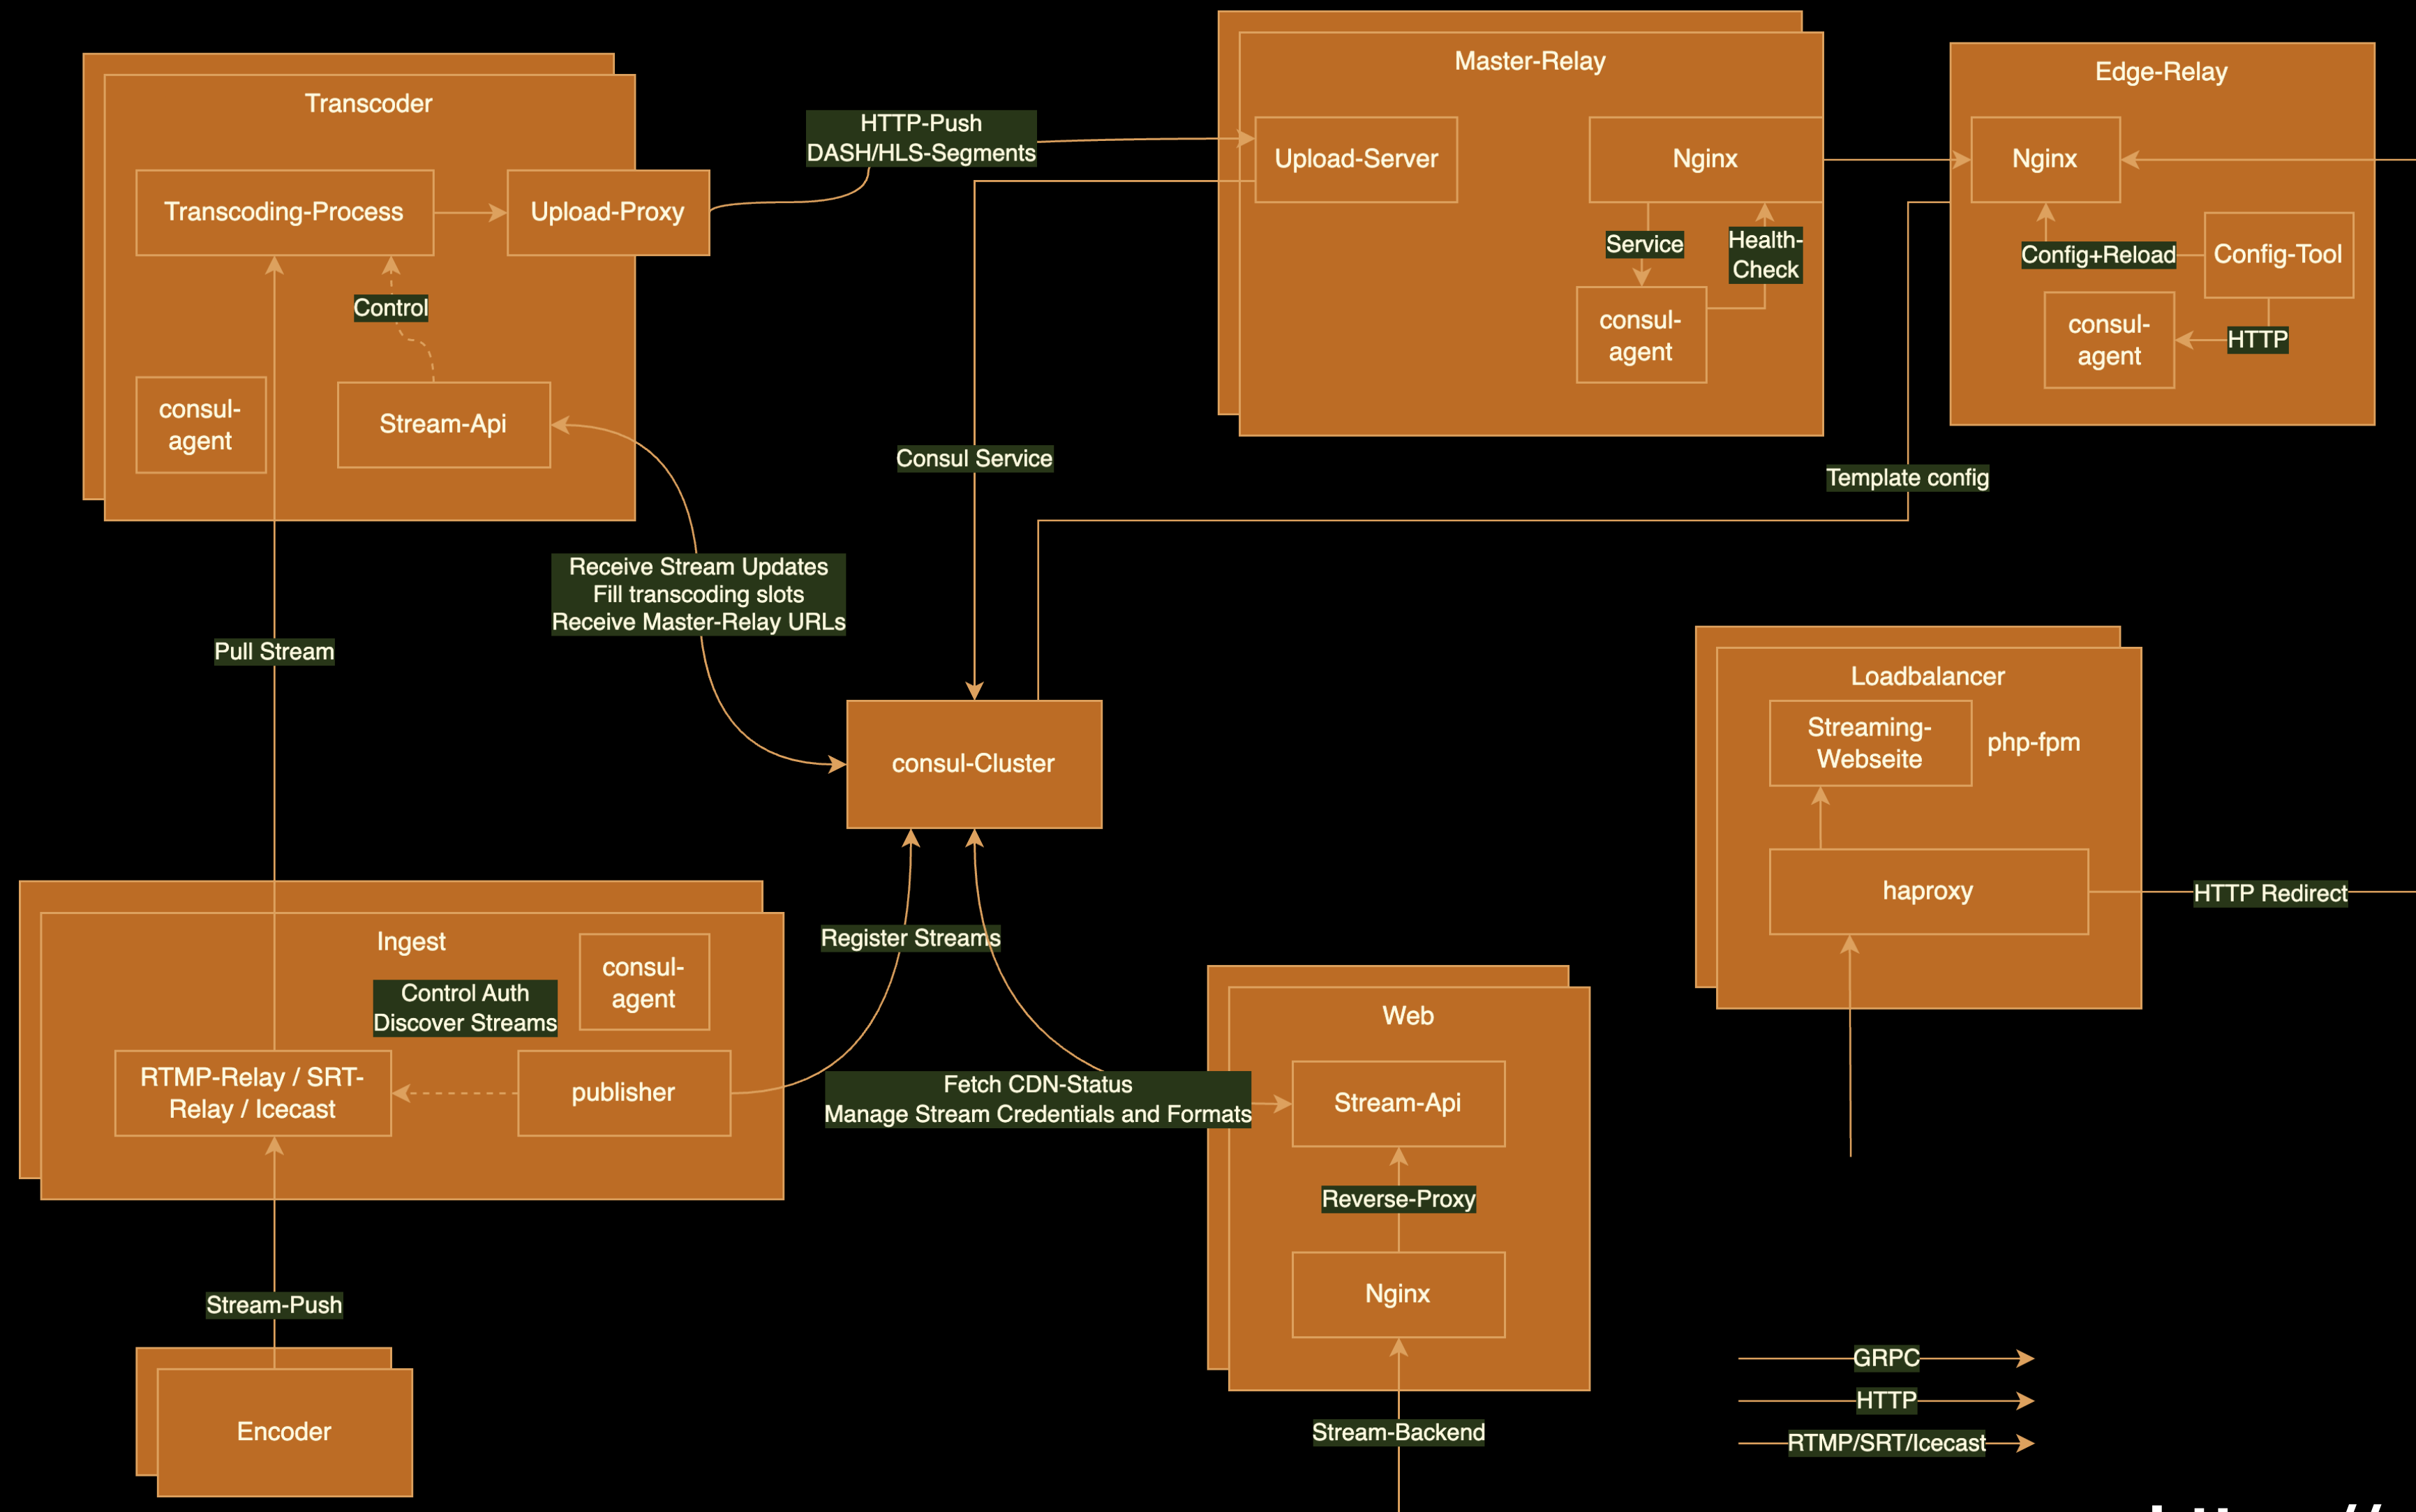 Transcoder
Transcoding-Process
Upload-Proxy
Control
consul-
agent
Stream-Api
HTTP-Push
DASH/HLS-Segments
Master-Relay
Upload-Server
Nginx
Service
Health-
Check
consul-
agent
Edge-Relay
Nginx
Config+Reload
Config-Tool
consul-
agent
HTTP
Consul Service
Template config
Receive Stream Updates
Fill transcoding slots
Receive Master-Relay URLs
Pull Stream
consul-Cluster
Loadbalancer
Streaming-
Webseite
php-fpm
haproxy
HTTP Redirect
Ingest
consul-
agent
Control Auth
Discover Streams
RTMP-Relay / SRT-
Relay / Icecast
publisher
Register Streams
Fetch CDN-Status
Manage Stream Credentials and Formats
Web
Stream-Api
Reverse-Proxy
Nginx
Stream-Backend
Stream-Push
Encoder
GRPC
HTTP
RTMP/SRT/Icecast